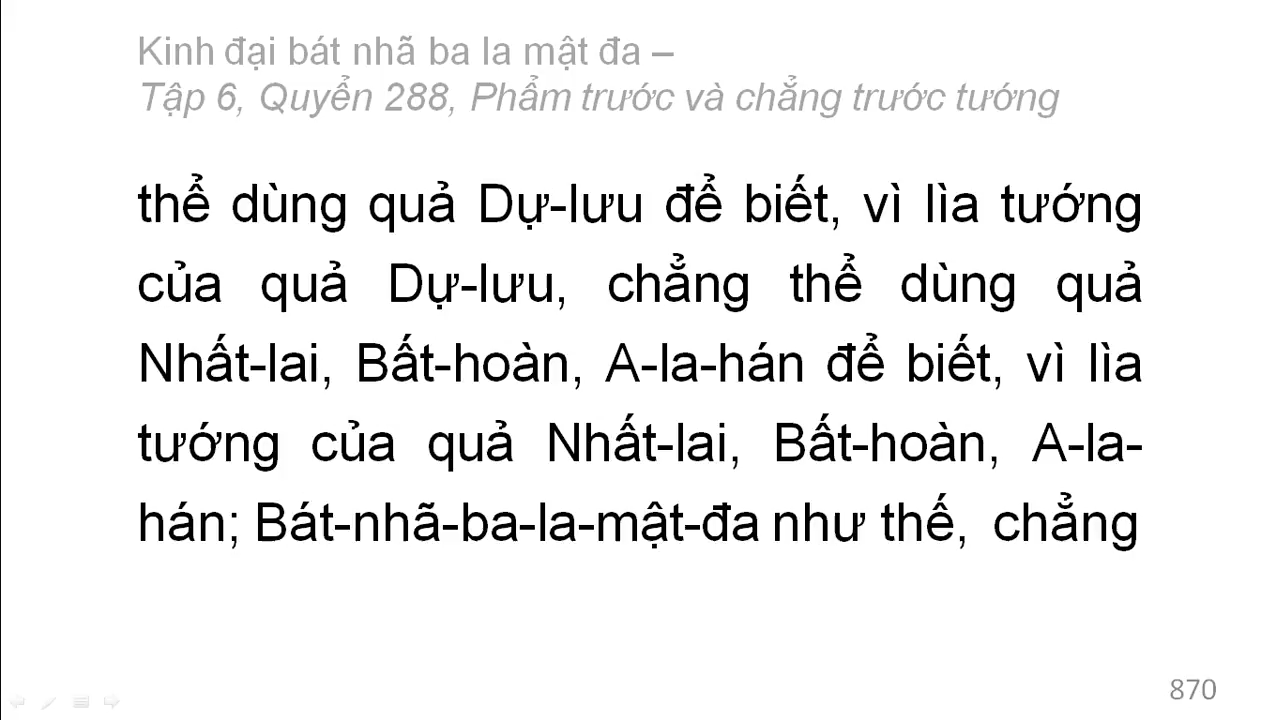 Kinh đại bát nhã ba la mật đa –
Tập 6, Quyển 288, Phẩm trước và chẳng trước tướng
thể dùng quả Dự-lưu để biết, vì lìa tướng
của quả Dự-lưu, chẳng thể dùng quả
Nhất-lai, Bất-hoàn, A-la-hán để biết, vì lìa
tướng của quả Nhất-lai, Bất-hoàn, A-la-
hán; Bát-nhã-ba-la-mật-đa như thế, chẳng
870